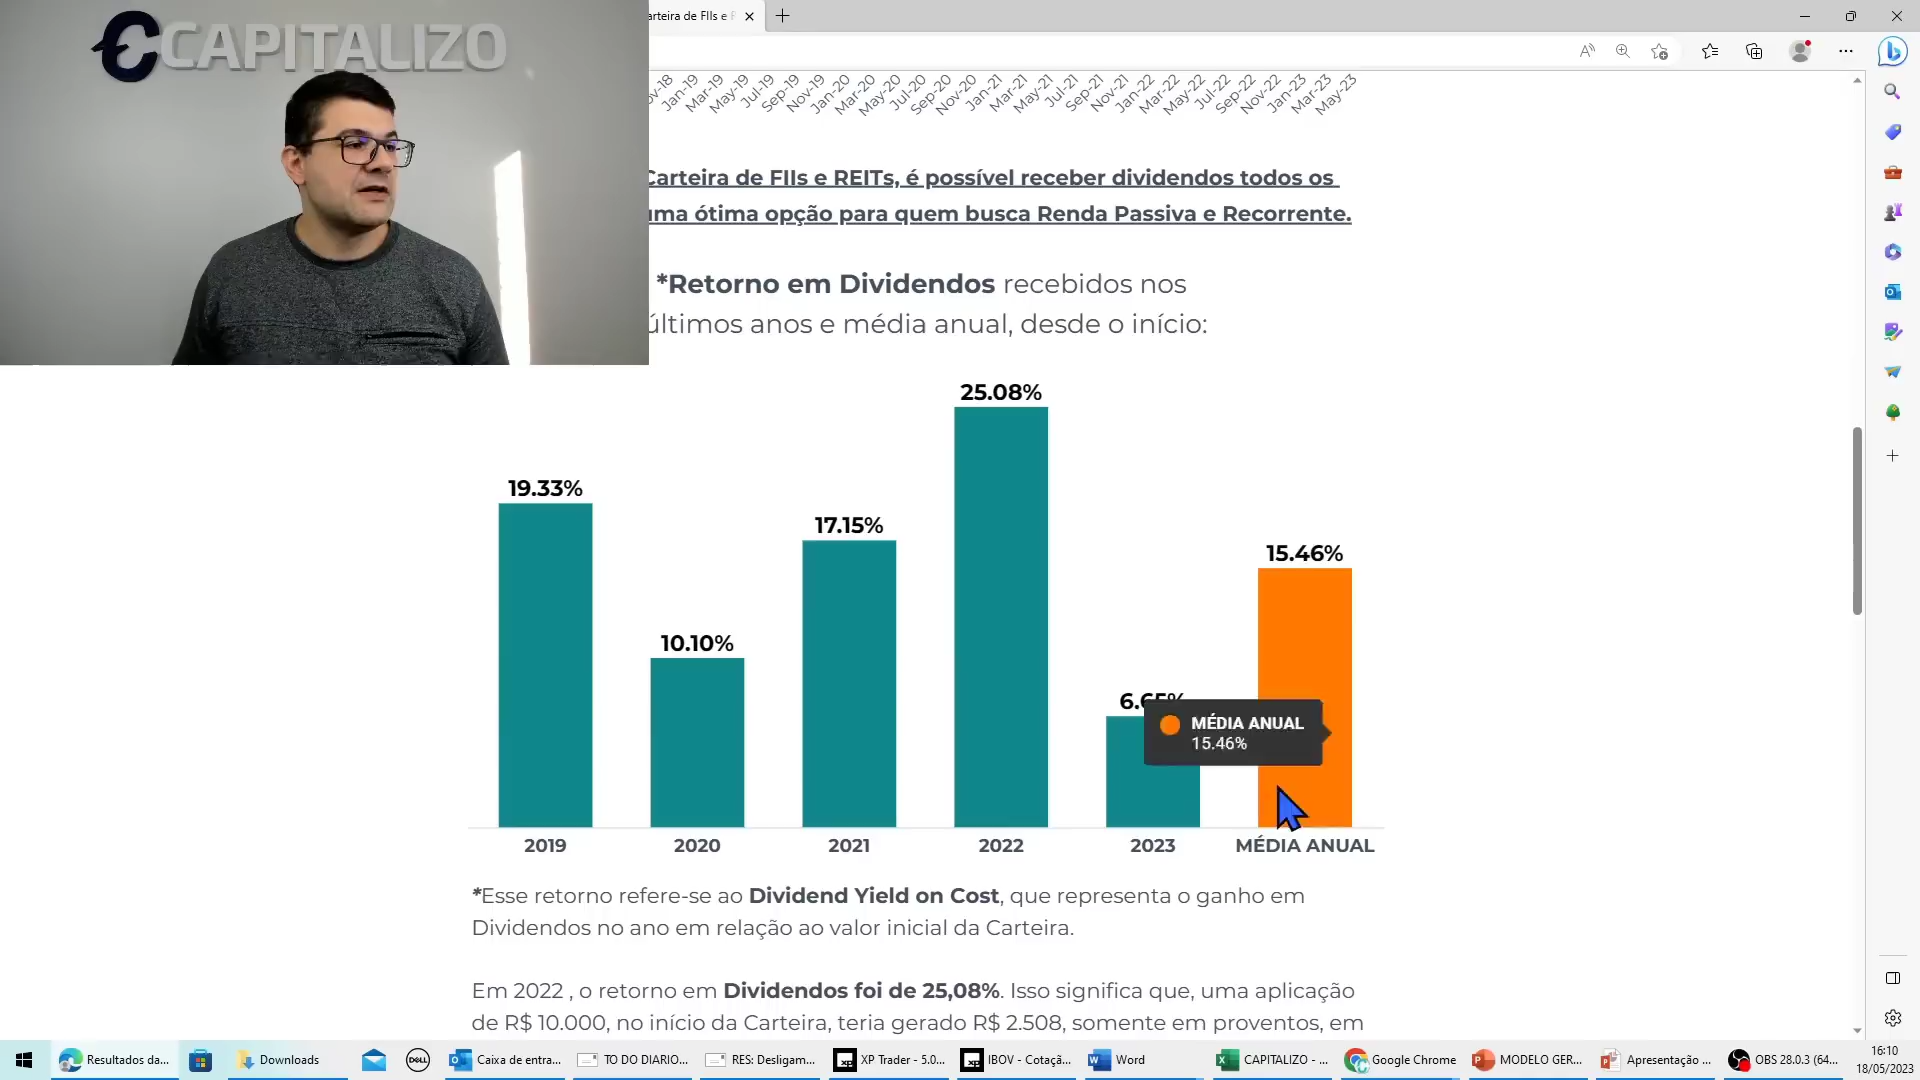 CAPITALIZO
arteira de FIIs e
Jan-19
Mar-19
May-19
Jul-19
Sep-19
Nov-19
Jan-20
Mar-20
May-20
Jul-20
Sep-20
Nov-20
Jan-21
Mar-21
May-21
Jul-21
Sep-21
Nov-21
Jan-22
Mar-22
May-22
Jul-22
Sep-22
Nov-22
Jan-23
Mar-23
May-23
Carteira de FIIs e REITs, é possível receber dividendos todos os
uma ótima opção para quem busca Renda Passiva e Recorrente.
*Retorno em Dividendos recebidos nos
últimos anos e média anual, desde o início:
25.08%
19.33%
17.15%
15.46%
10.10%
MÉDIA ANUAL
15.46%
2019 2020 2021 2022 2023 MÉDIA ANUAL
*Esse retorno refere-se ao Dividend Yield on Cost, que representa o ganho em
Dividendos no ano em relação ao valor inicial da Carteira.
Em 2022 , o retorno em Dividendos foi de 25,08%. Isso significa que, uma aplicação
de R$ 10.000, no início da Carteira, teria gerado R$ 2.508, somente em proventos, em
Resultados da... Downloads DELL Caixa de entra... TO DO DIARIO... RES: Desligam... XP Trader - 5.0... IBOV - Cotaçã... Word CAPITALIZO - ... Google Chrome MODELO GER... Apresentação ... OBS 28.0.3 (64...
16:10
18/05/2023